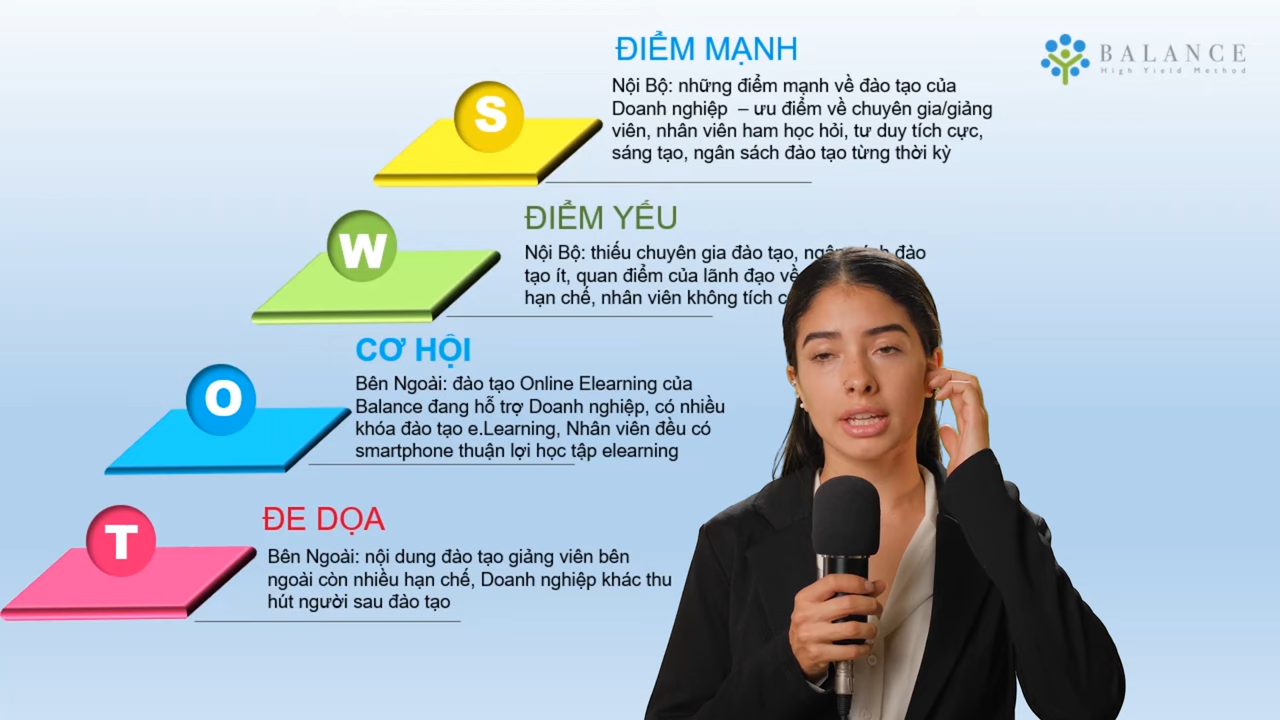 ĐIỂM MẠNH
BALANCE
High Yield Method
Nội Bộ: những điểm mạnh về đào tạo của
Doanh nghiệp – ưu điểm về chuyên gia/giảng
viên, nhân viên ham học hỏi, tư duy tích cực,
sáng tạo, ngân sách đào tạo từng thời kỳ
S
ĐIỂM YẾU
Nội Bộ: thiếu chuyên gia đào tạo, đào
tạo ít, quan điểm của lãnh đạo về
hạn chế, nhân viên không tích
W
CƠ HỘI
Bên Ngoài: đào tạo Online Elearning của
Balance đang hỗ trợ Doanh nghiệp, có nhiều
khóa đào tạo e.Learning, Nhân viên đều có
smartphone thuận lợi học tập elearning
O
ĐE DỌA
Bên Ngoài: nội dung đào tạo giảng viên bên
ngoài còn nhiều hạn chế, Doanh nghiệp khác thu
hút người sau đào tạo
T